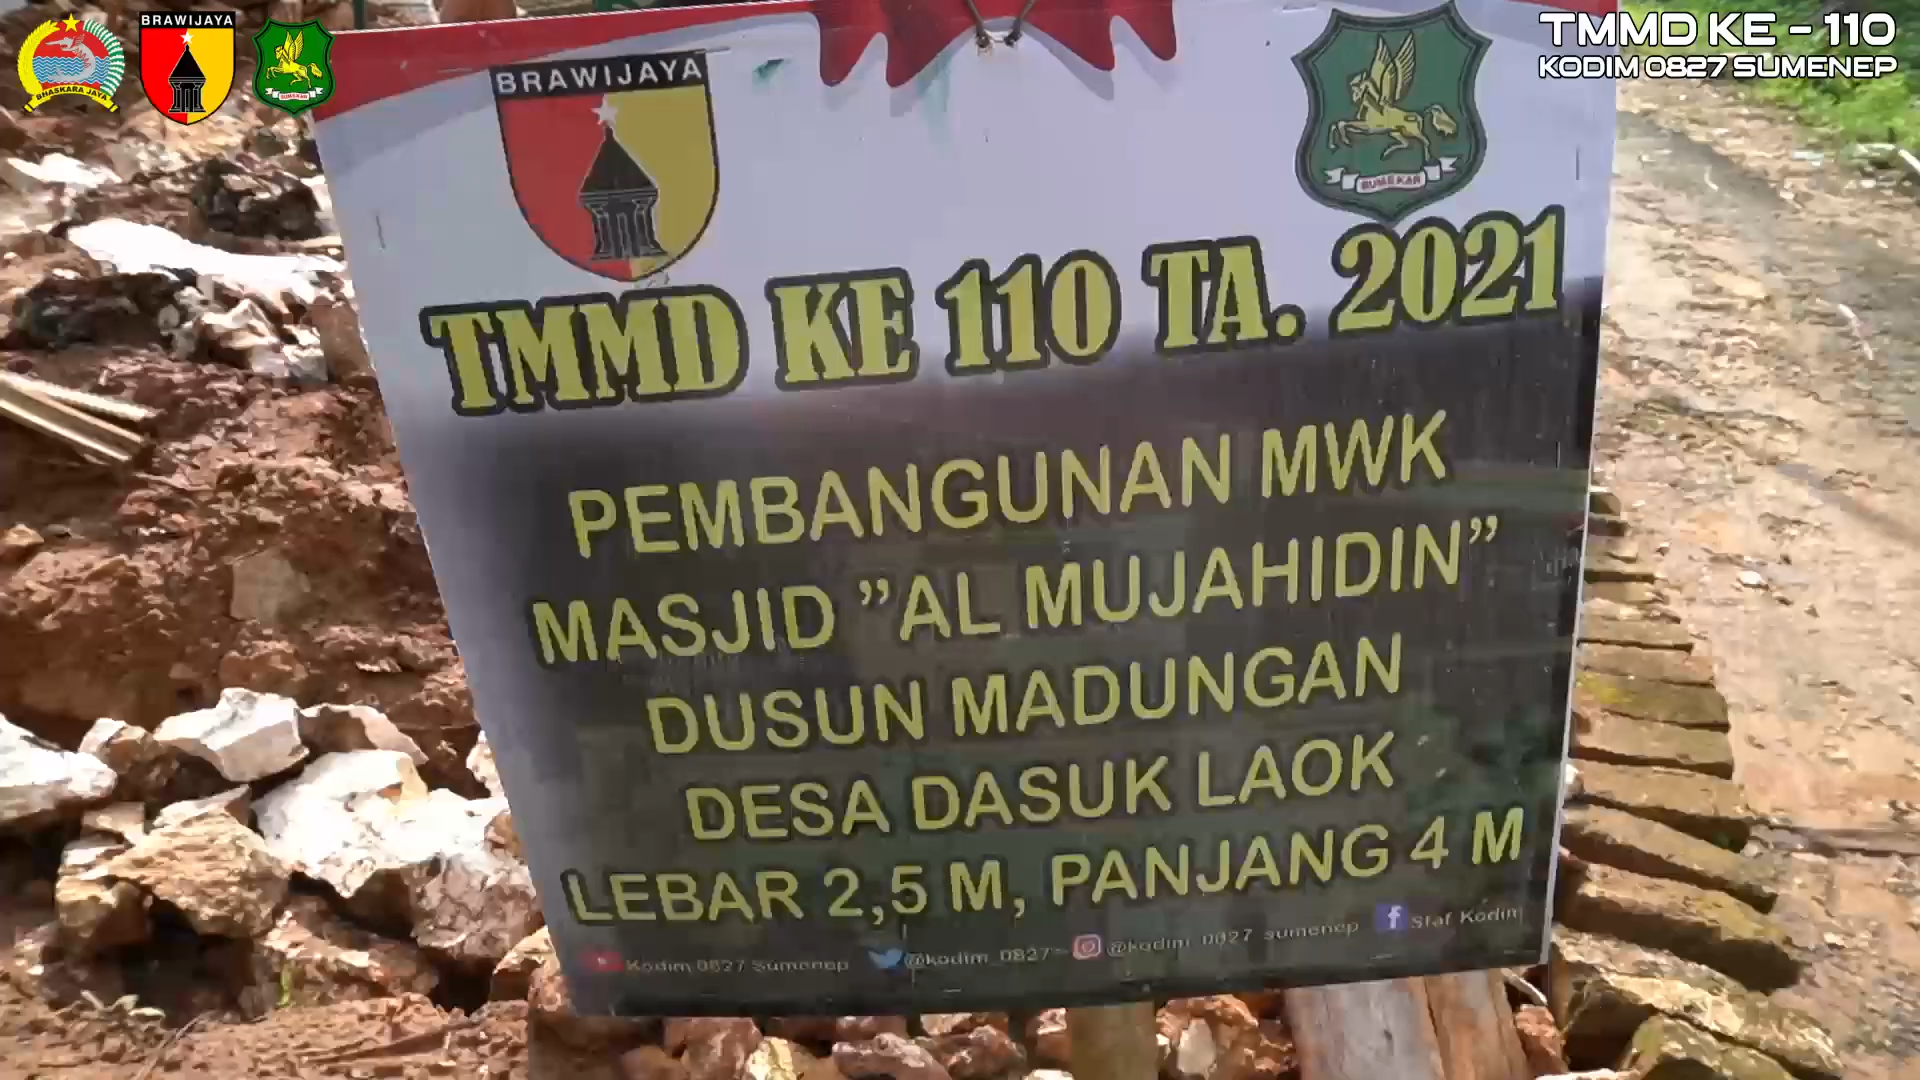 BHASKARA JAYA
BRAWIJAYA
SUMEKAR
TMMD KE - 110
KODIM 0827 SUMENEP
BRAWIJAYA
SUMEKAR
TMMD KE 110 TA. 2021
PEMBANGUNAN MWK
MASJID ”AL MUJAHIDIN”
DUSUN MADUNGAN
DESA DASUK LAOK
LEBAR 2,5 M, PANJANG 4 M
Kodim 0827 Sumenep @kodim_0827 @kodim_0827_sumenep Staf Kodim